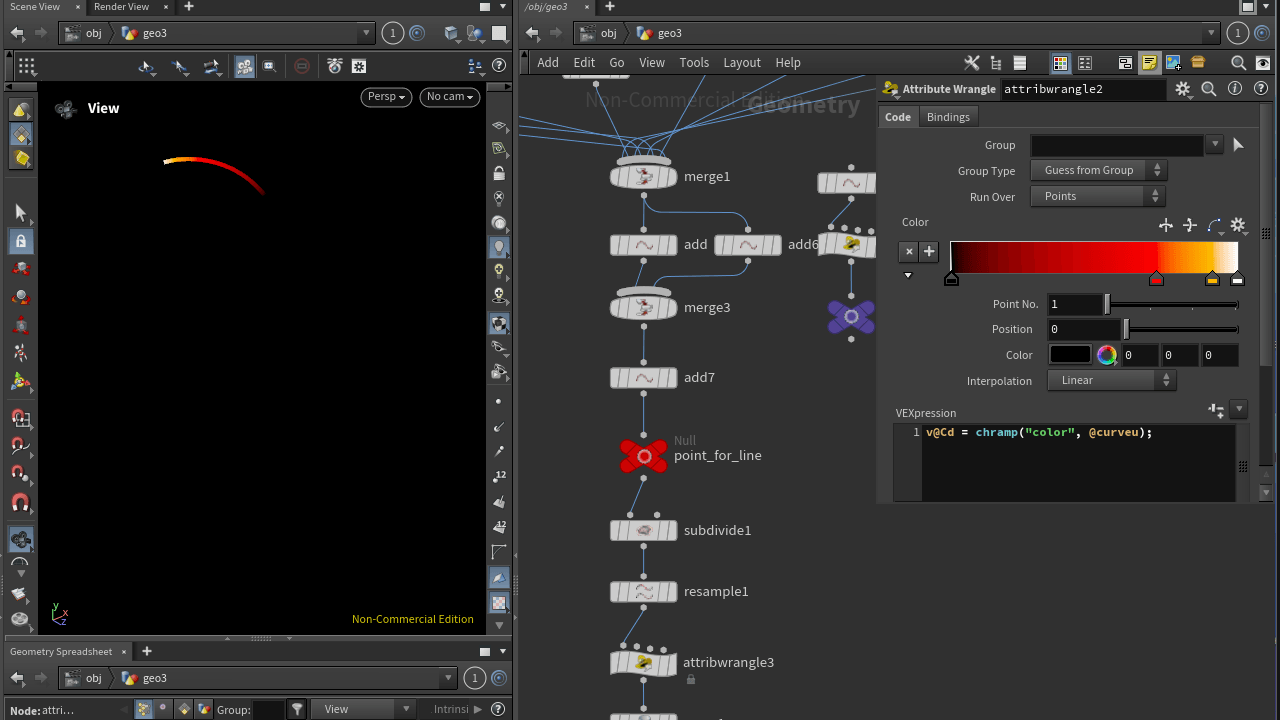 Scene View × Render View × +
obj geo3 1
Persp No cam
View
Non-Commercial Edition
Geometry Spreadsheet × +
obj geo3 1
Node: attri... Group: View Intrinsi
/obj/geo3 × +
obj geo3 1
Add Edit Go View Tools Layout Help
Non-Commercial Edition
Geometry
merge1
add add6
merge3
add7
Null
point_for_line
subdivide1
resample1
attribwrangle3
Attribute Wrangle attribwrangle2
Code Bindings
Group
Group Type Guess from Group
Run Over Points
Color
Point No. 1
Position 0
Color 0 0 0
Interpolation Linear
VEXpression
1 v@Cd = chramp("color", @curveu);
12
12